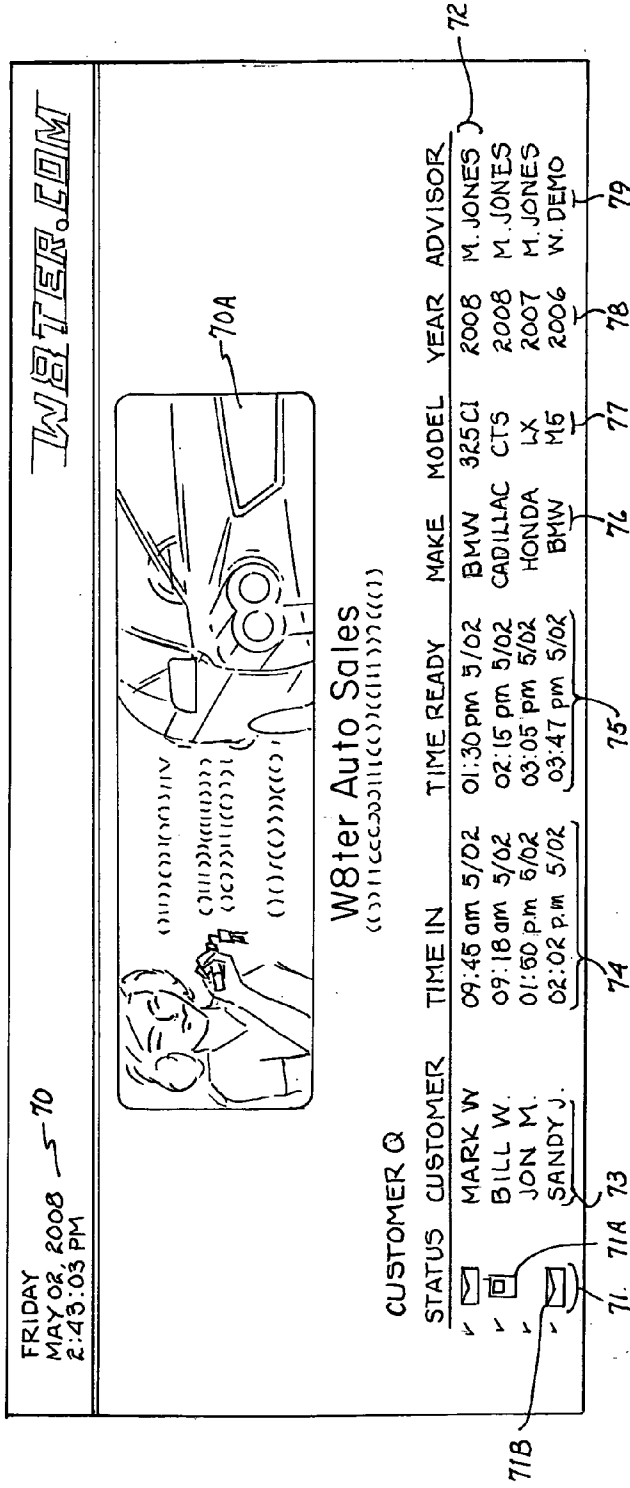 FRIDAY
MAY 02, 2008
2:43:03 PM
70
W8TER.COM
70A
W8ter Auto Sales
CUSTOMER Q
STATUS CUSTOMER TIME IN TIME READY MAKE MODEL YEAR ADVISOR
MARK W 09:45 am 5/02 01:30 pm 5/02 BMW 325CI 2008 M. JONES
BILL W. 09:18 am 5/02 02:15 pm 5/02 CADILLAC CTS 2008 M. JONES
JON M. 01:50 p.m 5/02 03:05 pm 5/02 HONDA LX 2007 M. JONES
SANDY J. 02:02 p.m 5/02 03:47 pm 5/02 BMW M5 2006 W. DEMO
72
71B 71 71A 73 74 75 76 77 78 79